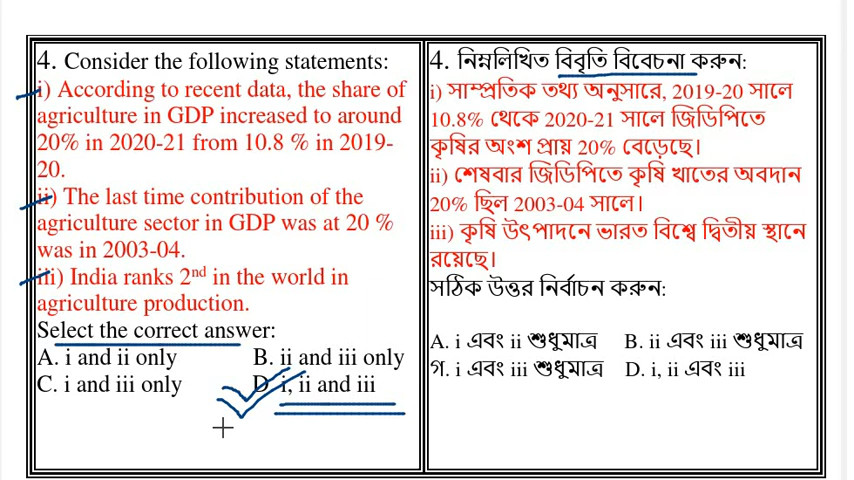 4. Consider the following statements:
i) According to recent data, the share of
agriculture in GDP increased to around
20% in 2020-21 from 10.8 % in 2019-
20.
ii) The last time contribution of the
agriculture sector in GDP was at 20 %
was in 2003-04.
iii) India ranks 2nd in the world in
agriculture production.
Select the correct answer:
A. i and ii only B. ii and iii only
C. i and iii only D. i, ii and iii
4. নিম্নলিখিত বিবৃতি বিবেচনা করুন:
i) সাম্প্রতিক তথ্য অনুসারে, 2019-20 সালে
10.8% থেকে 2020-21 সালে জিডিপিতে
কৃষির অংশ প্রায় 20% বেড়েছে।
ii) শেষবার জিডিপিতে কৃষি খাতের অবদান
20% ছিল 2003-04 সালে।
iii) কৃষি উৎপাদনে ভারত বিশ্বে দ্বিতীয় স্থানে
রয়েছে।
সঠিক উত্তর নির্বাচন করুন:
A. i এবং ii শুধুমাত্র B. ii এবং iii শুধুমাত্র
গ. i এবং iii শুধুমাত্র D. i, ii এবং iii